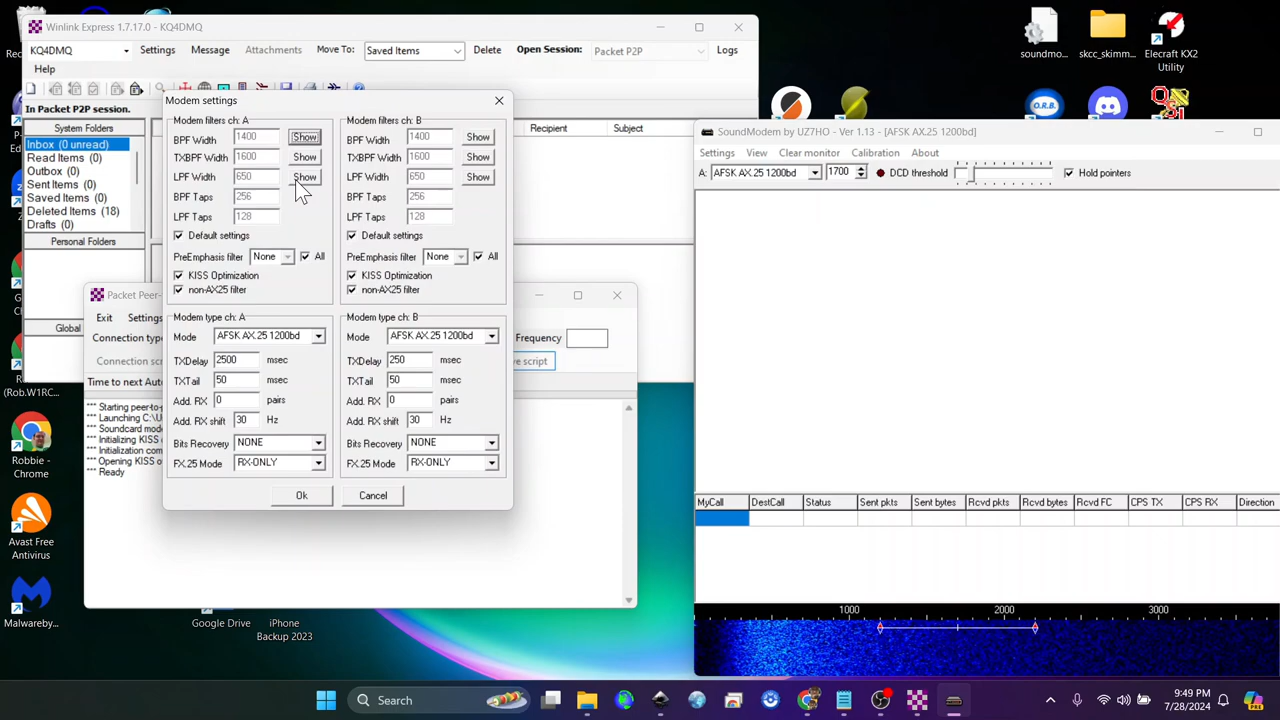 Winlink Express 1.7.17.0 - KQ4DMQ
KQ4DMQ Settings Message Attachments Move To: Saved Items Delete Open Session: Packet P2P Logs
Help
In Packet P2P session.
System Folders
Inbox (0 unread)
Read Items (0)
Outbox (0)
Sent Items (0)
Saved Items (0)
Deleted Items (18)
Drafts (0)
Personal Folders
Global
Recipient Subject
Modem settings
Modem filters ch: A
BPF Width 1400 Show
TXBPF Width 1600 Show
LPF Width 650 Show
BPF Taps 256
LPF Taps 128
Default settings
PreEmphasis filter None All
KISS Optimization
non-AX25 filter
Modem filters ch: B
BPF Width 1400 Show
TXBPF Width 1600 Show
LPF Width 650 Show
BPF Taps 256
LPF Taps 128
Default settings
PreEmphasis filter None All
KISS Optimization
non-AX25 filter
Modem type ch: A
Mode AFSK AX.25 1200bd
TXDelay 2500 msec
TXTail 50 msec
Add. RX 0 pairs
Add. RX shift 30 Hz
Bits Recovery NONE
FX.25 Mode RX-ONLY
Modem type ch: B
Mode AFSK AX.25 1200bd
TXDelay 250 msec
TXTail 50 msec
Add. RX 0 pairs
Add. RX shift 30 Hz
Bits Recovery NONE
FX.25 Mode RX-ONLY
Ok Cancel
Packet Peer-
Exit Settings
Connection type
Frequency
Connection scr
ve script
Time to next Aut
*** Starting peer-to-p
*** Launching C:\U
*** Soundcard mode
*** Initializing KISS
*** Initialization com
*** Opening KISS
*** Ready
SoundModem by UZ7HO - Ver 1.13 - [AFSK AX.25 1200bd]
Settings View Clear monitor Calibration About
A: AFSK AX.25 1200bd 1700 DCD threshold Hold pointers
MyCall DestCall Status Sent pkts Sent bytes Rcvd pkts Rcvd bytes Rcvd FC CPS TX CPS RX Direction
1000 2000 3000
soundmo...
skcc_skimm...
Elecraft KX2
Utility
O.R.B.
(Rob.W1RC...
Robbie -
Chrome
Avast Free
Antivirus
Malwareby...
Google Drive
iPhone
Backup 2023
Search
9:49 PM
7/28/2024